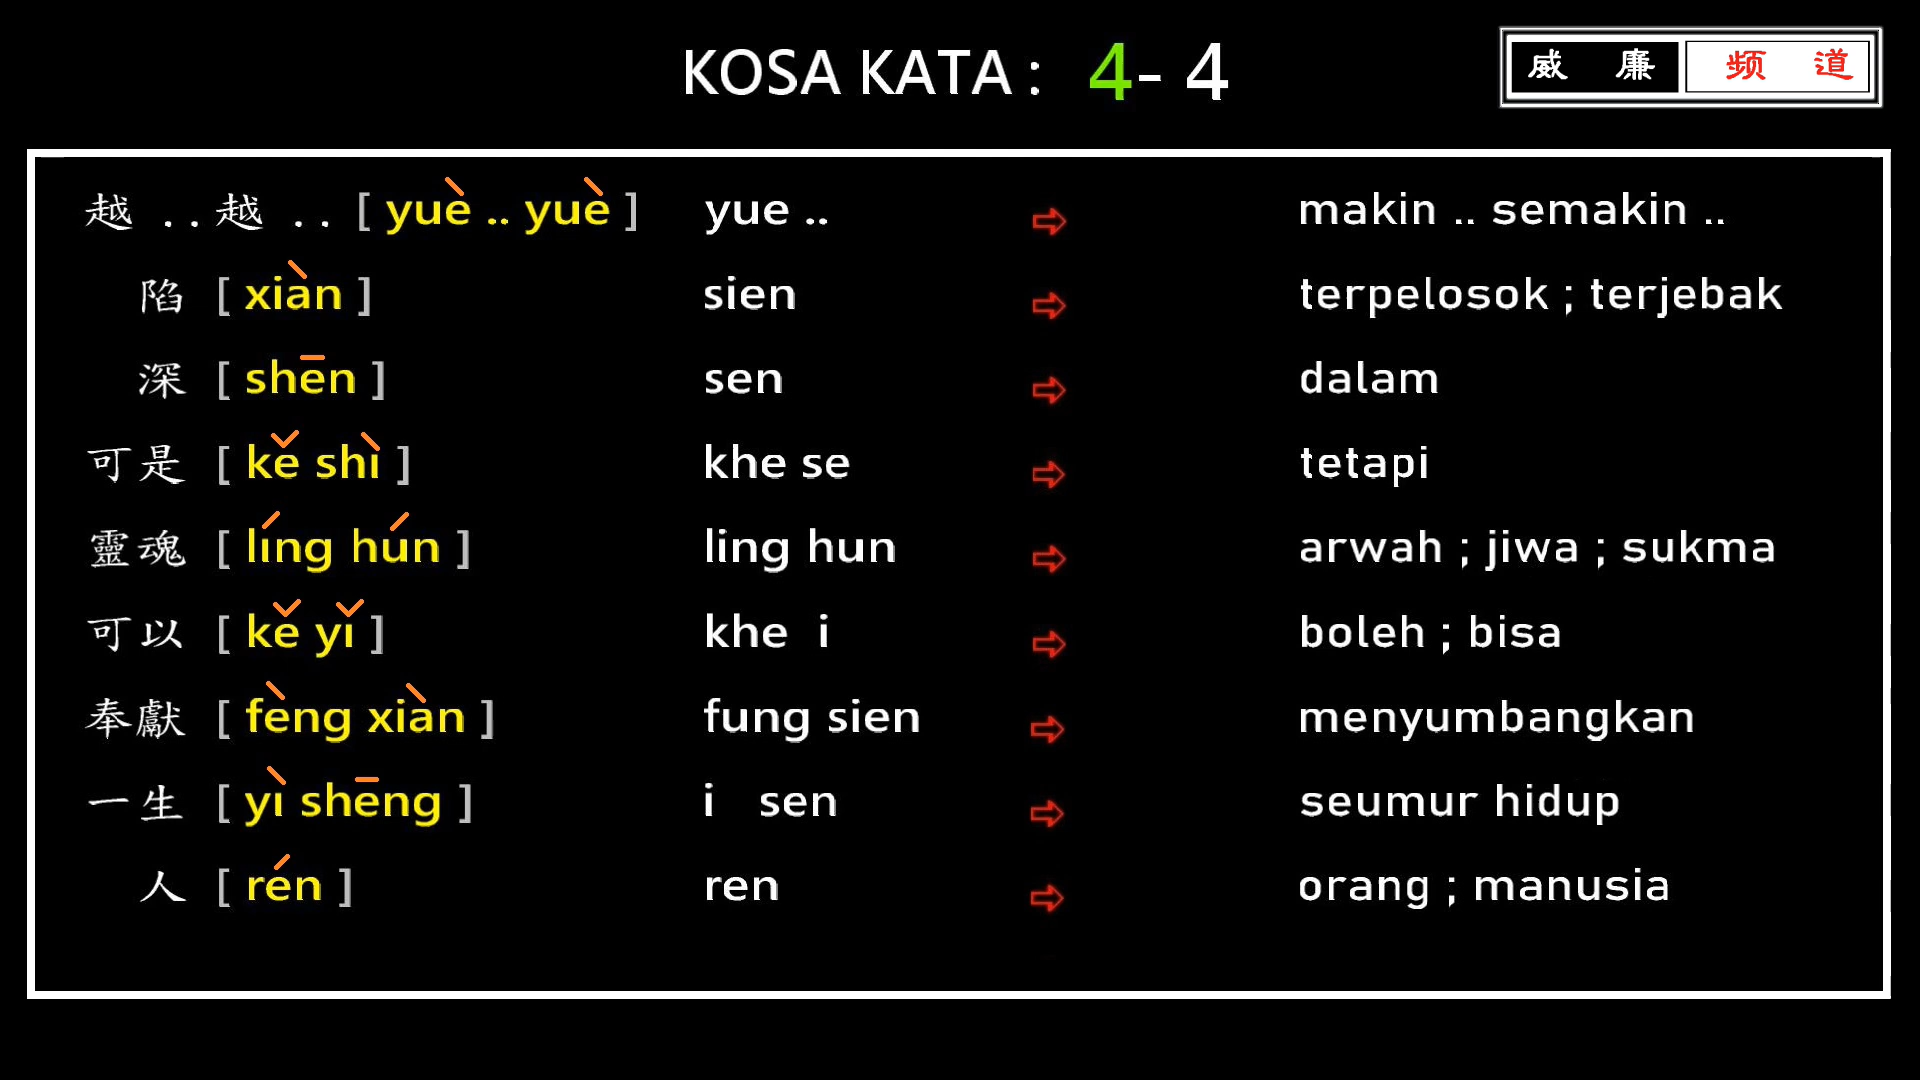 KOSA KATA : 4- 4
威 廉 频 道
越 .. 越 .. [ yuè .. yuè ] yue .. ⇨ makin .. semakin ..
陷 [ xiàn ] sien ⇨ terpelosok ; terjebak
深 [ shēn ] sen ⇨ dalam
可是 [ kě shì ] khe se ⇨ tetapi
靈魂 [ líng hún ] ling hun ⇨ arwah ; jiwa ; sukma
可以 [ kě yǐ ] khe i ⇨ boleh ; bisa
奉獻 [ fèng xiàn ] fung sien ⇨ menyumbangkan
一生 [ yì shēng ] i sen ⇨ seumur hidup
人 [ rén ] ren ⇨ orang ; manusia